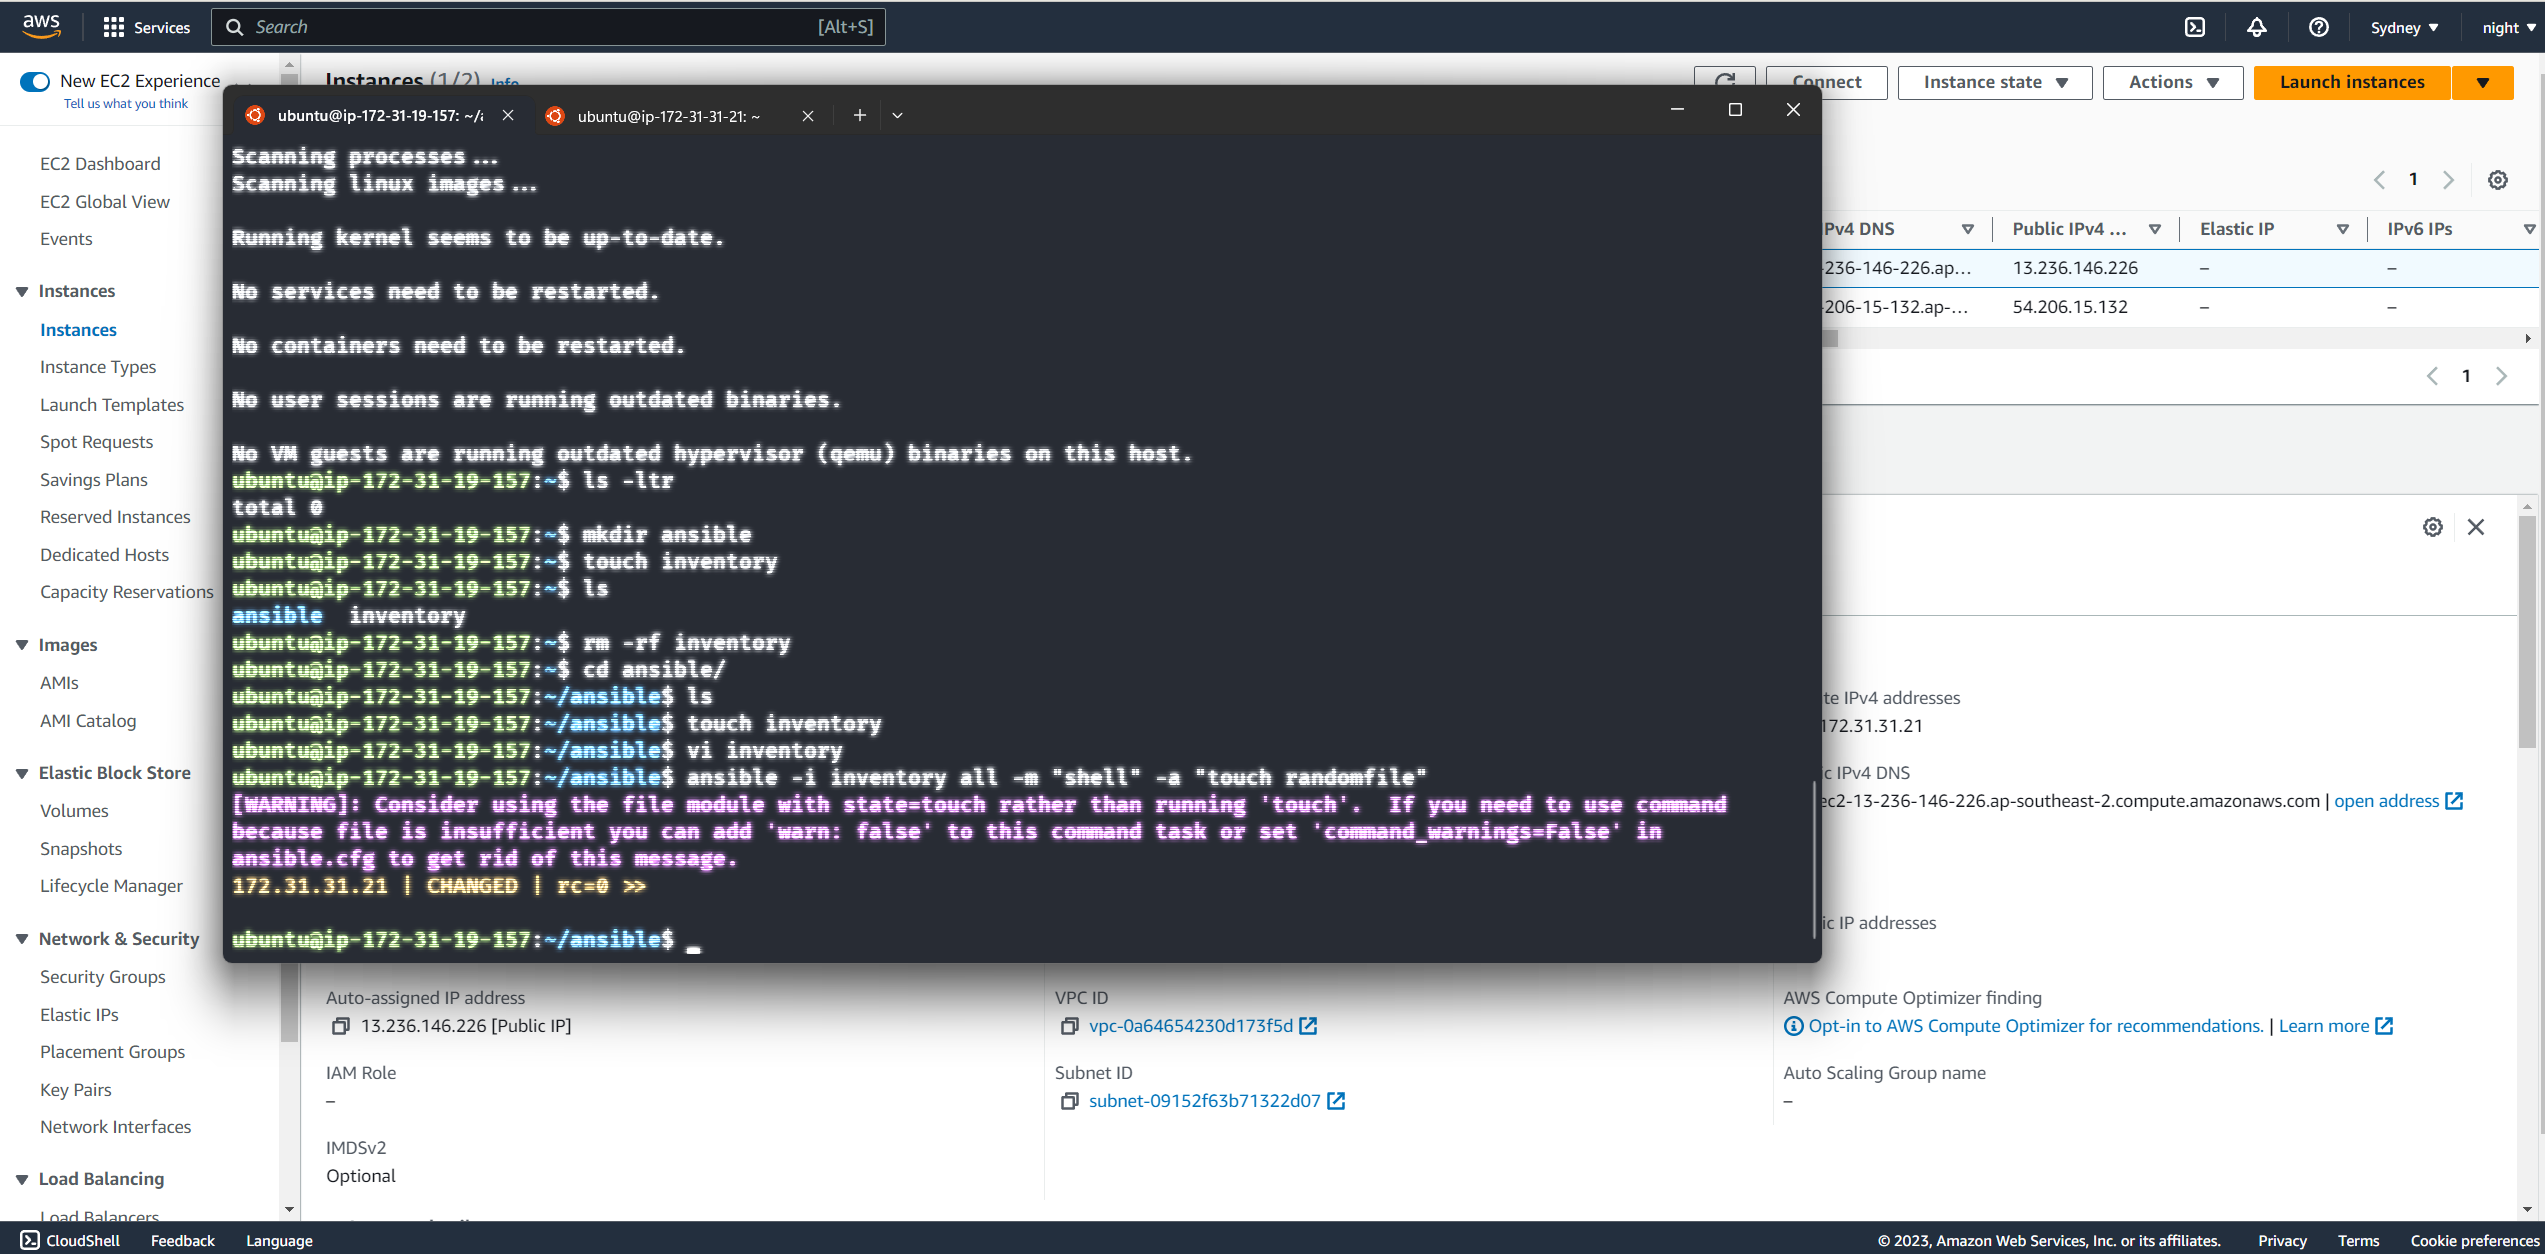 aws
Services
Search
[Alt+S]
Sydney
night
New EC2 Experience
Tell us what you think
EC2 Dashboard
EC2 Global View
Events
Instances
Instances
Instance Types
Launch Templates
Spot Requests
Savings Plans
Reserved Instances
Dedicated Hosts
Capacity Reservations
Images
AMIs
AMI Catalog
Elastic Block Store
Volumes
Snapshots
Lifecycle Manager
Network & Security
Security Groups
Elastic IPs
Placement Groups
Key Pairs
Network Interfaces
Load Balancing
Load Balancers
Instances (1/2) Info
Connect
Instance state
Actions
Launch instances
ubuntu@ip-172-31-19-157: ~/a
ubuntu@ip-172-31-31-21: ~
Scanning processes...
Scanning linux images...
Running kernel seems to be up-to-date.
No services need to be restarted.
No containers need to be restarted.
No user sessions are running outdated binaries.
No VM guests are running outdated hypervisor (qemu) binaries on this host.
ubuntu@ip-172-31-19-157:~$ ls -ltr
total 0
ubuntu@ip-172-31-19-157:~$ mkdir ansible
ubuntu@ip-172-31-19-157:~$ touch inventory
ubuntu@ip-172-31-19-157:~$ ls
ansible  inventory
ubuntu@ip-172-31-19-157:~$ rm -rf inventory
ubuntu@ip-172-31-19-157:~$ cd ansible/
ubuntu@ip-172-31-19-157:~/ansible$ ls
ubuntu@ip-172-31-19-157:~/ansible$ touch inventory
ubuntu@ip-172-31-19-157:~/ansible$ vi inventory
ubuntu@ip-172-31-19-157:~/ansible$ ansible -i inventory all -m "shell" -a "touch randomfile"
[WARNING]: Consider using the file module with state=touch rather than running 'touch'.  If you need to use command
because file is insufficient you can add 'warn: false' to this command task or set 'command_warnings=False' in
ansible.cfg to get rid of this message.
172.31.31.21 | CHANGED | rc=0 >>
ubuntu@ip-172-31-19-157:~/ansible$
1
Pv4 DNS
Public IPv4 ...
Elastic IP
IPv6 IPs
-236-146-226.ap...
13.236.146.226
–
–
-206-15-132.ap-...
54.206.15.132
–
–
1
te IPv4 addresses
172.31.31.21
c IPv4 DNS
ec2-13-236-146-226.ap-southeast-2.compute.amazonaws.com | open address
ic IP addresses
Auto-assigned IP address
13.236.146.226 [Public IP]
VPC ID
vpc-0a64654230d173f5d
AWS Compute Optimizer finding
Opt-in to AWS Compute Optimizer for recommendations. | Learn more
IAM Role
–
Subnet ID
subnet-09152f63b71322d07
Auto Scaling Group name
–
IMDSv2
Optional
CloudShell
Feedback
Language
© 2023, Amazon Web Services, Inc. or its affiliates.
Privacy
Terms
Cookie preferences